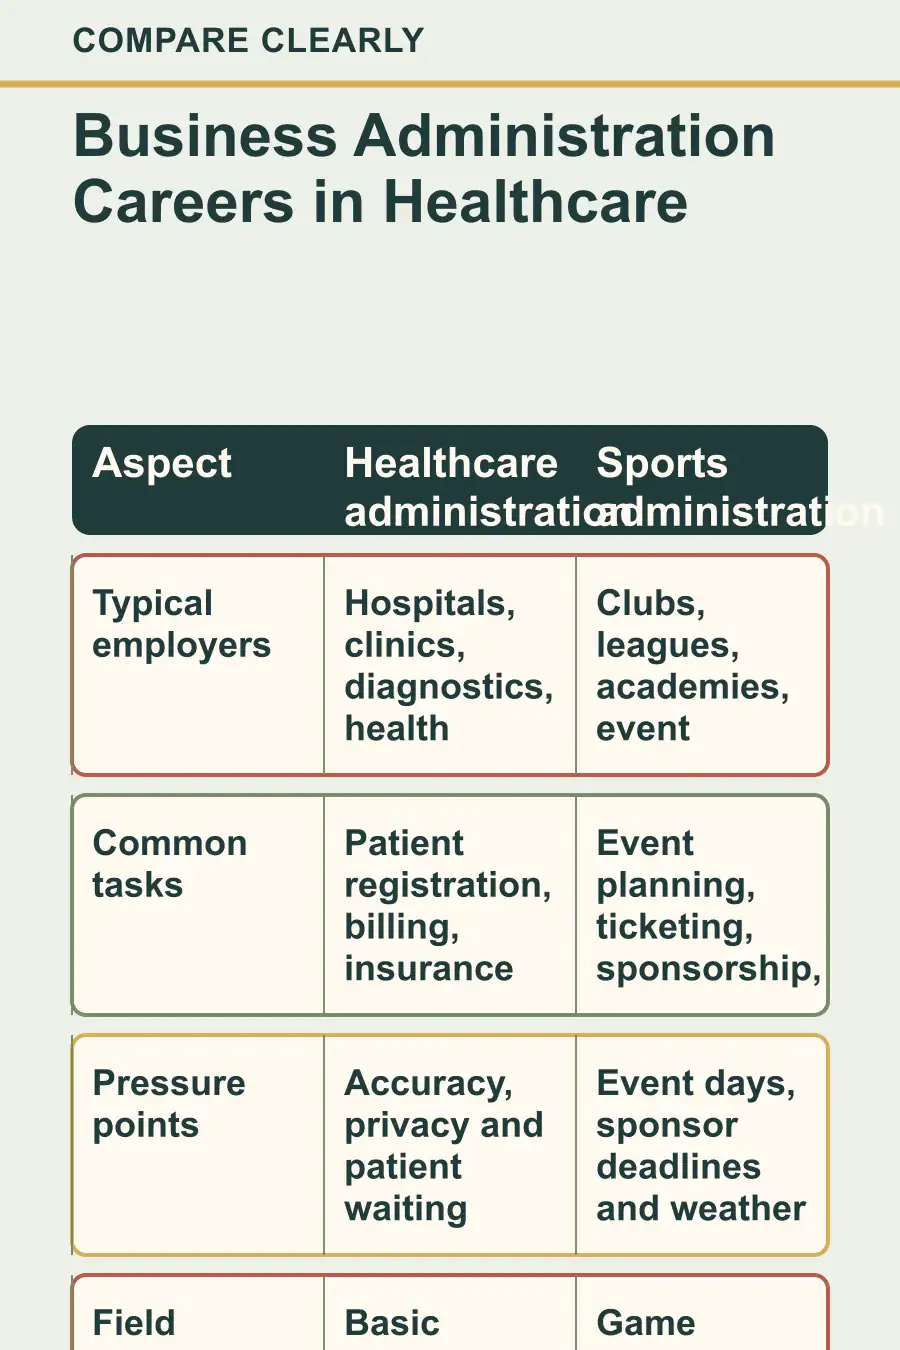 COMPARE CLEARLY
Business Administration
Careers in Healthcare
Aspect
Healthcare
administration
Sports
administration
Typical
employers
Hospitals,
clinics,
diagnostics,
health
Clubs,
leagues,
academies,
event
Common
tasks
Patient
registration,
billing,
insurance
Event
planning,
ticketing,
sponsorship,
Pressure
points
Accuracy,
privacy and
patient
waiting
Event days,
sponsor
deadlines
and weather
Field
Basic
Game